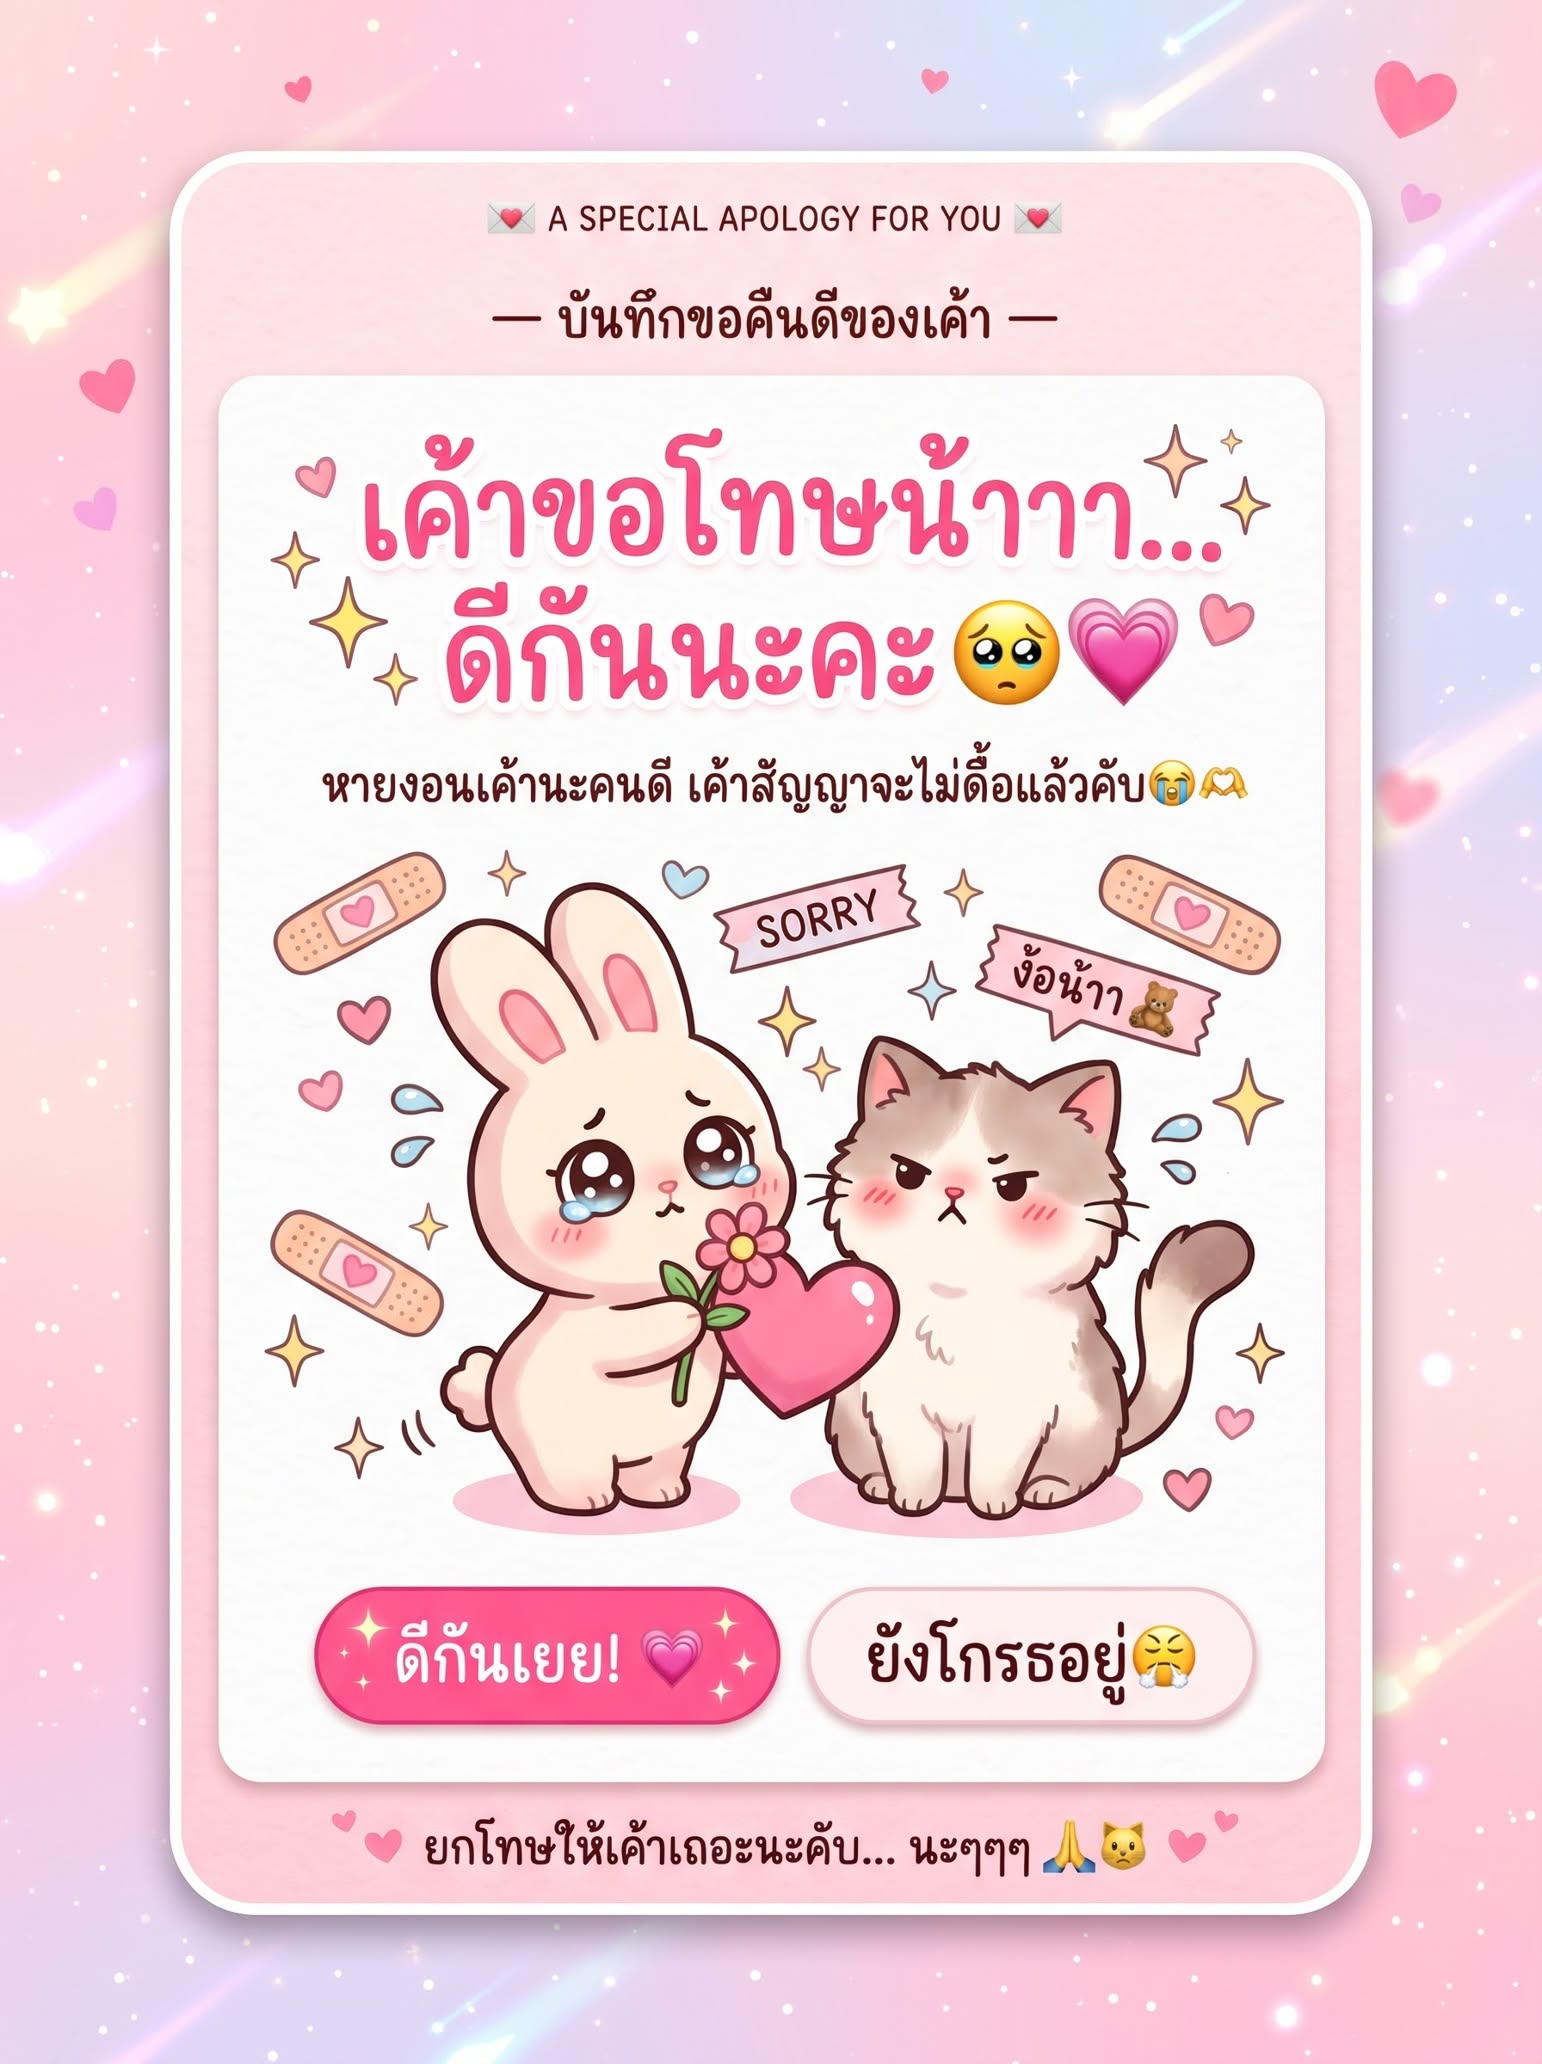 💌 A SPECIAL APOLOGY FOR YOU 💌
— บันทึกขอคืนดีของเค้า —
เค้าขอโทษน้าาา...
ดีกันนะคะ🥺💗
หายงอนเค้านะคนดี เค้าสัญญาจะไม่ดื้อแล้วคับ😭🫶
SORRY
ง้อน้าา🧸
ดีกันเยย! 💗
ยังโกรธอยู่😤
ยกโทษให้เค้าเถอะนะคับ... นะๆๆๆ 🙏😿